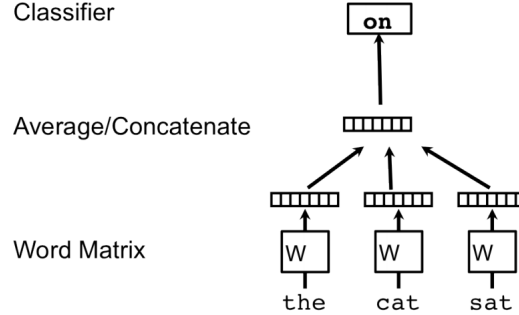 Classifier
on
Average/Concatenate
Word Matrix
W W W
the cat sat